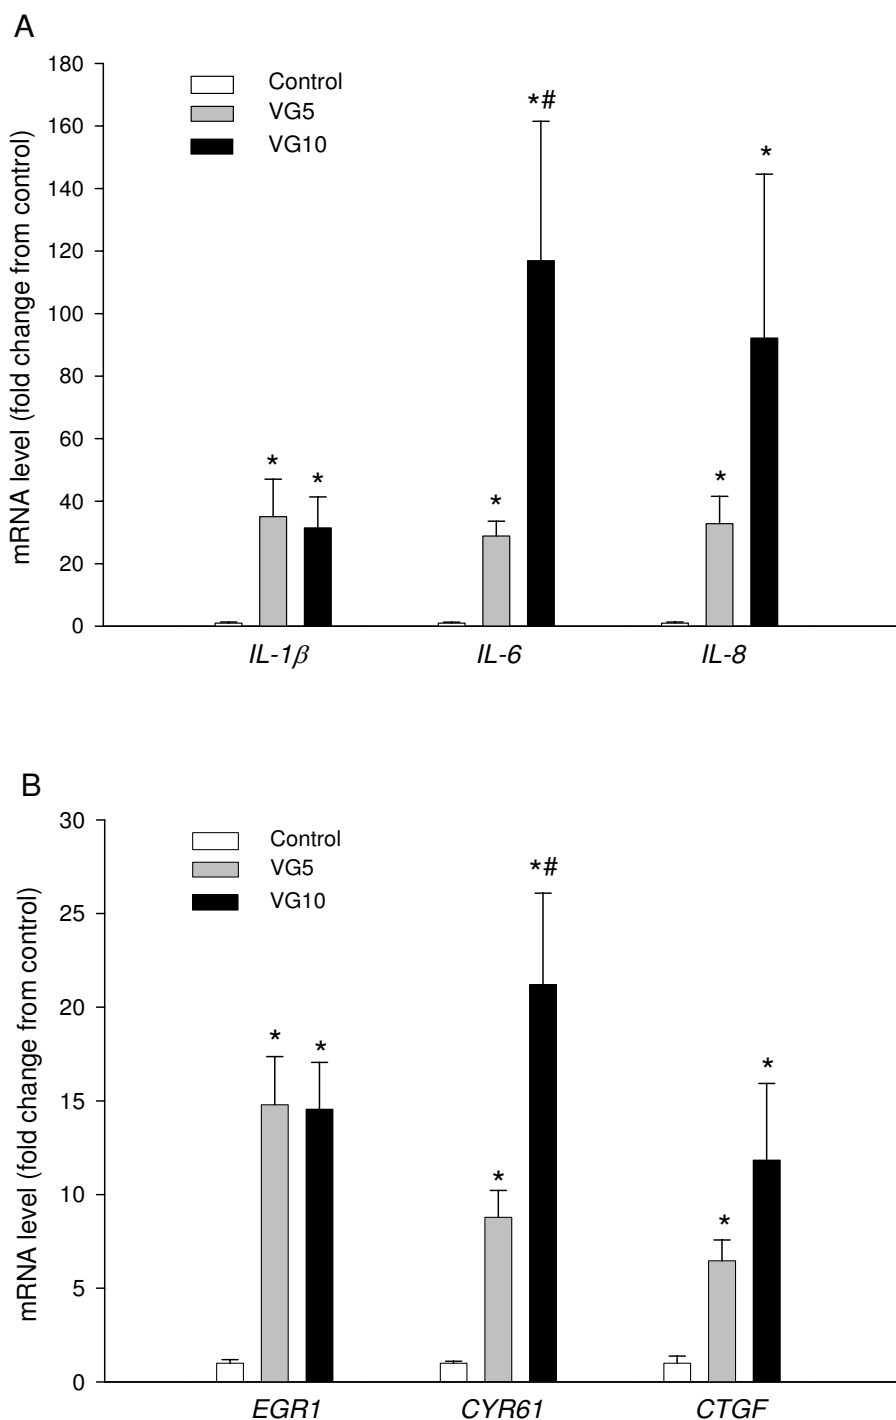 A
mRNA level (fold change from control)
180
160
140
120
100
80
60
40
20
0
Control
VG5
VG10
*
*
*
*#
*
*
IL-1β
IL-6
IL-8
B
mRNA level (fold change from control)
30
25
20
15
10
5
0
Control
VG5
VG10
*
*
*
*#
*
*
EGR1
CYR61
CTGF